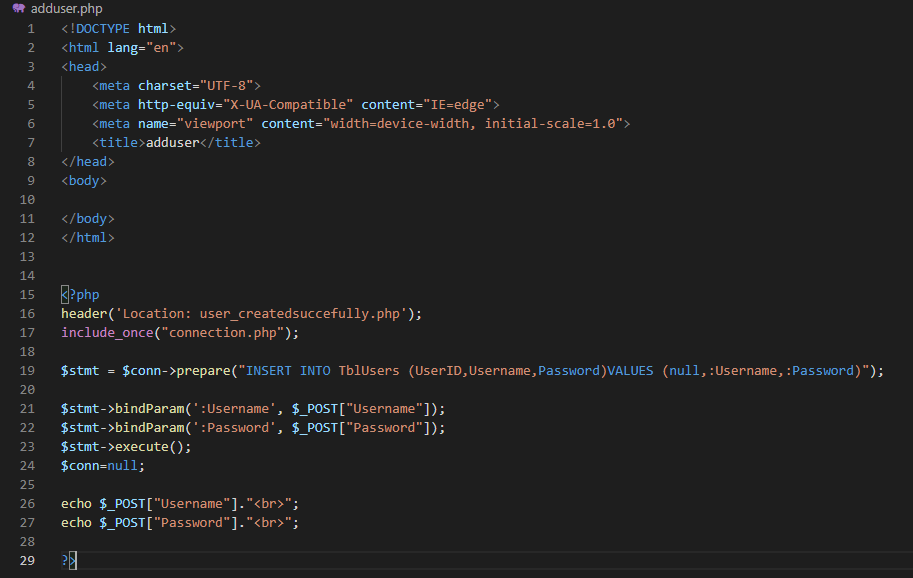 adduser.php
1 <!DOCTYPE html>
2 <html lang="en">
3 <head>
4     <meta charset="UTF-8">
5     <meta http-equiv="X-UA-Compatible" content="IE=edge">
6     <meta name="viewport" content="width=device-width, initial-scale=1.0">
7     <title>adduser</title>
8 </head>
9 <body>
10
11 </body>
12 </html>
13
14
15 <?php
16 header('Location: user_createdsuccefully.php');
17 include_once("connection.php");
18
19 $stmt = $conn->prepare("INSERT INTO TblUsers (UserID,Username,Password)VALUES (null,:Username,:Password)");
20
21 $stmt->bindParam(':Username', $_POST["Username"]);
22 $stmt->bindParam(':Password', $_POST["Password"]);
23 $stmt->execute();
24 $conn=null;
25
26 echo $_POST["Username"]."<br>";
27 echo $_POST["Password"]."<br>";
28
29 ?>